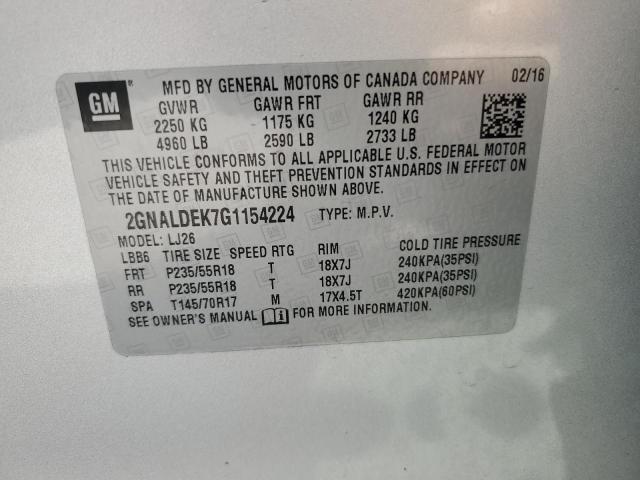 GM ® MFD BY GENERAL MOTORS OF CANADA COMPANY 02/16
GVWR GAWR FRT GAWR RR
2250 KG 1175 KG 1240 KG
4960 LB 2590 LB 2733 LB
THIS VEHICLE CONFORMS TO ALL APPLICABLE U.S. FEDERAL MOTOR
VEHICLE SAFETY AND THEFT PREVENTION STANDARDS IN EFFECT ON
THE DATE OF MANUFACTURE SHOWN ABOVE.
2GNALDEK7G1154224 TYPE: M.P.V.
MODEL: LJ26
LBB6 TIRE SIZE SPEED RTG RIM COLD TIRE PRESSURE
FRT P235/55R18 T 18X7J 240KPA(35PSI)
RR P235/55R18 T 18X7J 240KPA(35PSI)
SPA T145/70R17 M 17X4.5T 420KPA(60PSI)
SEE OWNER'S MANUAL FOR MORE INFORMATION.